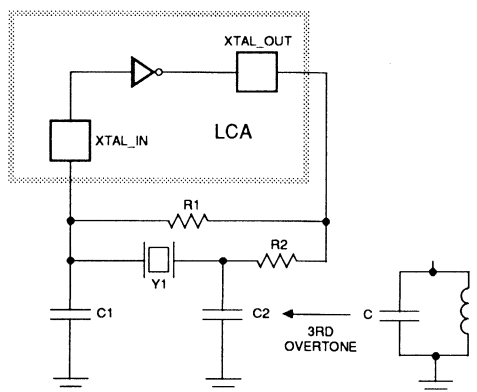 XTAL_OUT
XTAL_IN
LCA
R1
R2
Y1
C1
C2
C
3RD
OVERTONE